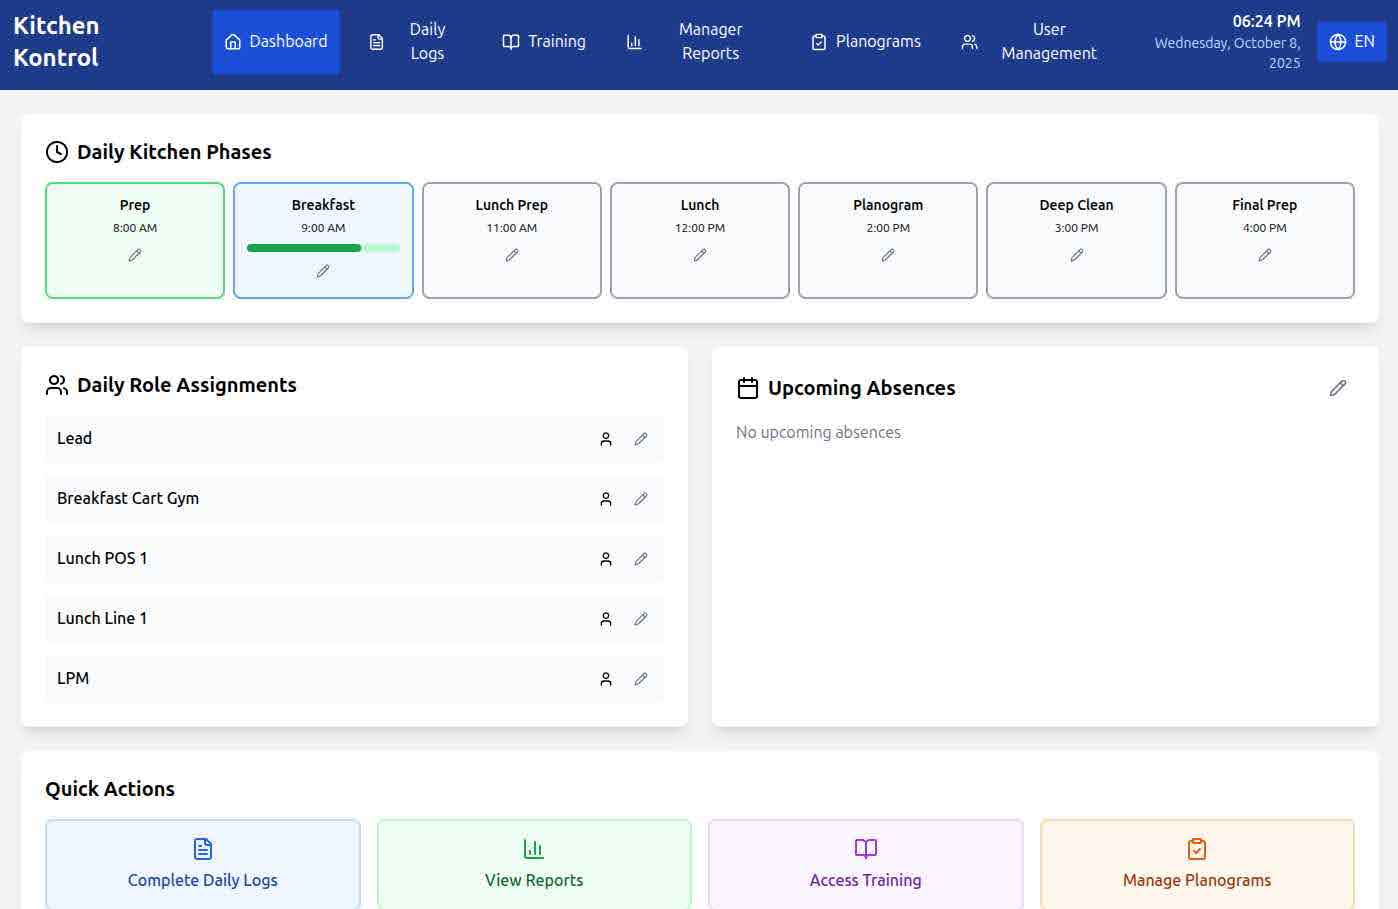 Kitchen
Kontrol
Dashboard
Daily
Logs
Training
Manager
Reports
Planograms
User
Management
06:24 PM
Wednesday, October 8,
2025
EN
Daily Kitchen Phases
Prep
8:00 AM
Breakfast
9:00 AM
Lunch Prep
11:00 AM
Lunch
12:00 PM
Planogram
2:00 PM
Deep Clean
3:00 PM
Final Prep
4:00 PM
Daily Role Assignments
Lead
Breakfast Cart Gym
Lunch POS 1
Lunch Line 1
LPM
Upcoming Absences
No upcoming absences
Quick Actions
Complete Daily Logs
View Reports
Access Training
Manage Planograms